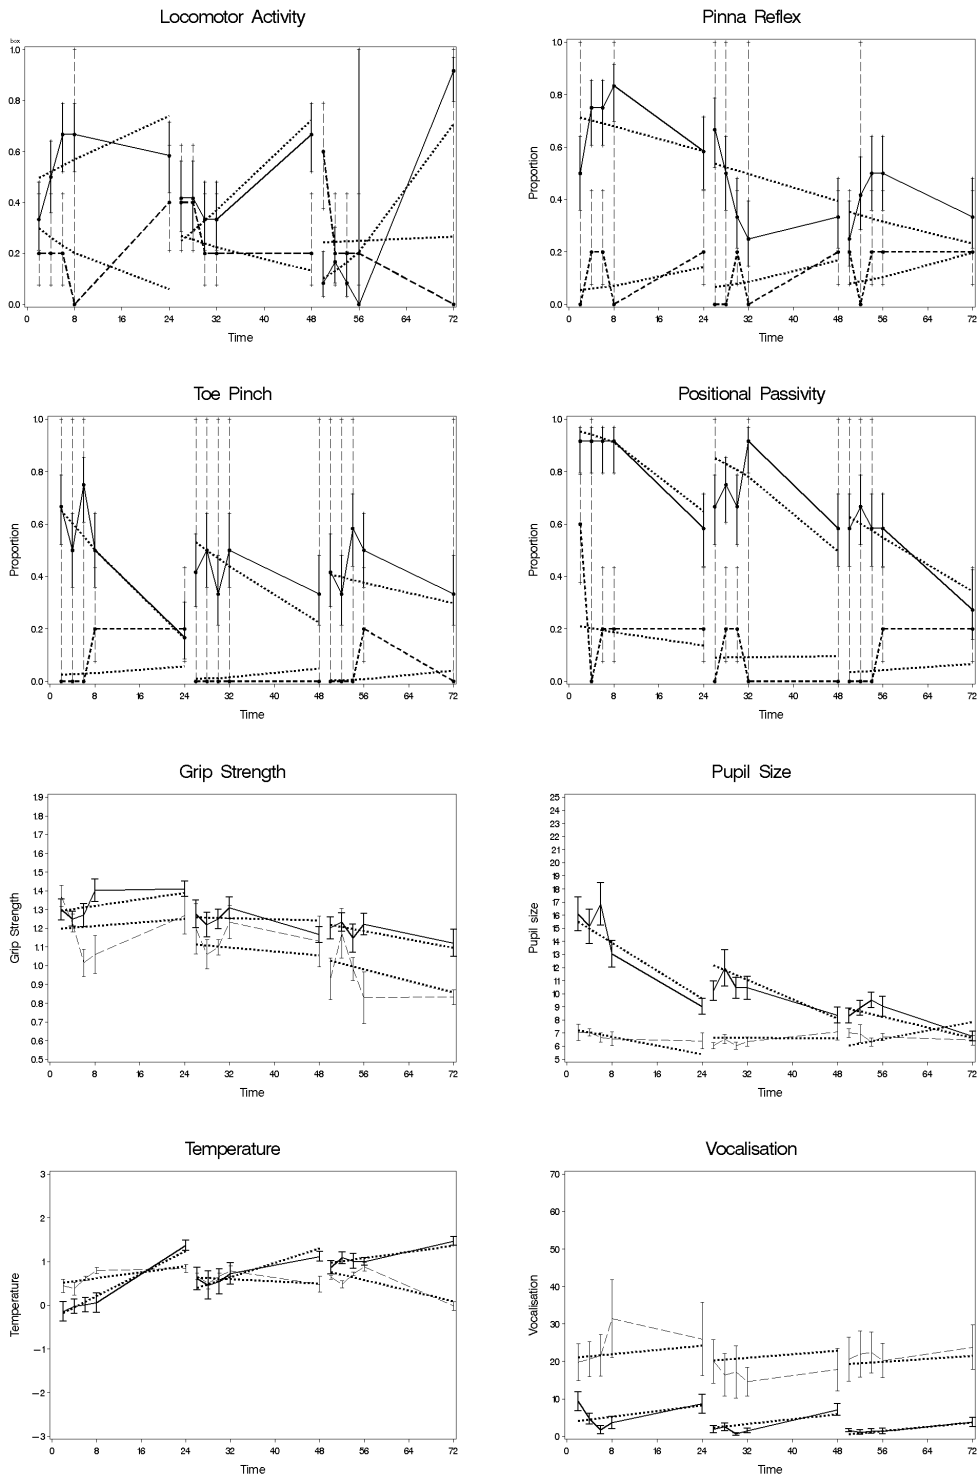 Locomotor Activity
box
1.0
0.8
0.6
0.4
0.2
0.0
0 8 16 24 32 40 48 56 64 72
Time
Pinna Reflex
Proportion
1.0
0.8
0.6
0.4
0.2
0.0
0 8 16 24 32 40 48 56 64 72
Time
Toe Pinch
Proportion
1.0
0.8
0.6
0.4
0.2
0.0
0 8 16 24 32 40 48 56 64 72
Time
Positional Passivity
Proportion
1.0
0.8
0.6
0.4
0.2
0.0
0 8 16 24 32 40 48 56 64 72
Time
Grip Strength
Grip Strength
1.9
1.8
1.7
1.6
1.5
1.4
1.3
1.2
1.1
1.0
0.9
0.8
0.7
0.6
0.5
0 8 16 24 32 40 48 56 64 72
Time
Pupil Size
Pupil size
25
24
23
22
21
20
19
18
17
16
15
14
13
12
11
10
9
8
7
6
5
0 8 16 24 32 40 48 56 64 72
Time
Temperature
Temperature
3
2
1
0
−1
−2
−3
0 8 16 24 32 40 48 56 64 72
Time
Vocalisation
Vocalisation
70
60
50
40
30
20
10
0
0 8 16 24 32 40 48 56 64 72
Time